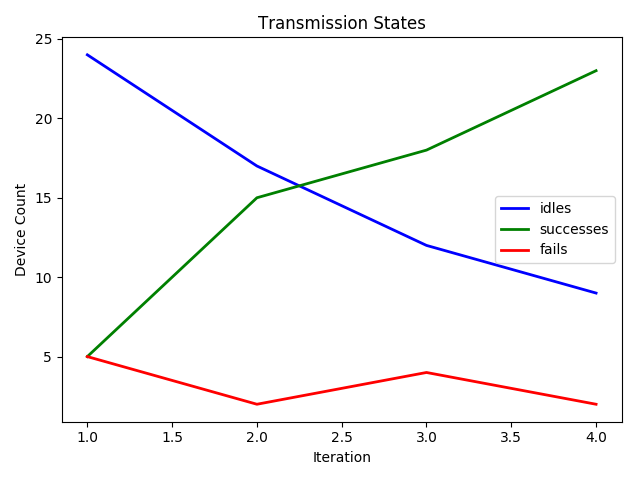 Transmission States
Device Count
25
20
15
10
5
idles
successes
fails
1.0 1.5 2.0 2.5 3.0 3.5 4.0
Iteration